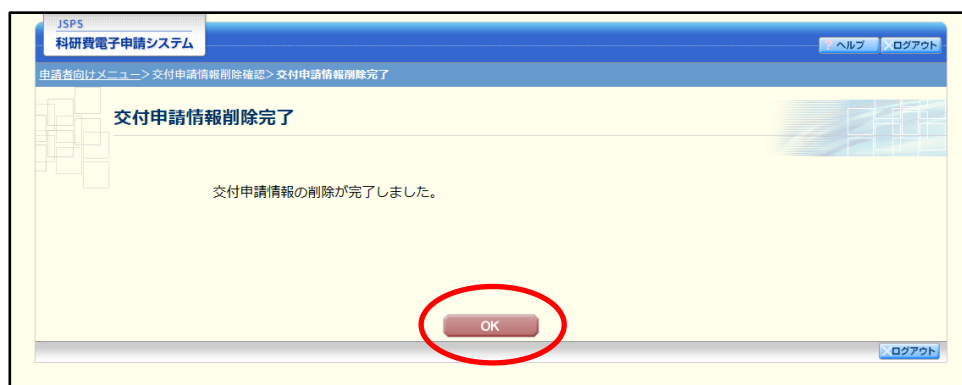 JSPS
科研費電子申請システム
? ヘルプ
×ログアウト
申請者向けメニュー>交付申請情報削除確認>交付申請情報削除完了
交付申請情報削除完了
交付申請情報の削除が完了しました。
OK
×ログアウト